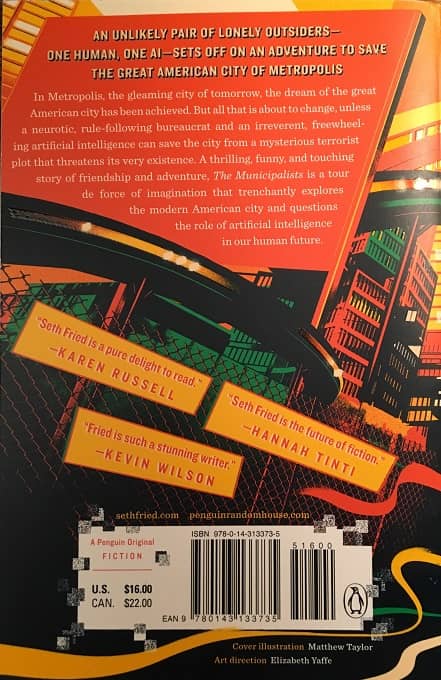 AN UNLIKELY PAIR OF LONELY OUTSIDERS—
ONE HUMAN, ONE AI—SETS OFF ON AN ADVENTURE TO SAVE
THE GREAT AMERICAN CITY OF METROPOLIS
In Metropolis, the gleaming city of tomorrow, the dream of the great
American city has been achieved. But all that is about to change, unless
a neurotic, rule-following bureaucrat and an irreverent, freewheel-
ing artificial intelligence can save the city from a mysterious terrorist
plot that threatens its very existence. A thrilling, funny, and touching
story of friendship and adventure, The Municipalists is a tour
de force of imagination that trenchantly explores
the modern American city and questions
the role of artificial intelligence
in our human future.
"Seth Fried is a pure delight to read."
—KAREN RUSSELL
"Seth Fried is the future of fiction."
—HANNAH TINTI
"Fried is such a stunning writer."
—KEVIN WILSON
sethfried.com penguinrandomhouse.com
A Penguin Original
FICTION
U.S. $16.00
CAN. $22.00
ISBN 978-0-14-313373-5
51600
EAN 9 780143 133735
Cover illustration Matthew Taylor
Art direction Elizabeth Yaffe